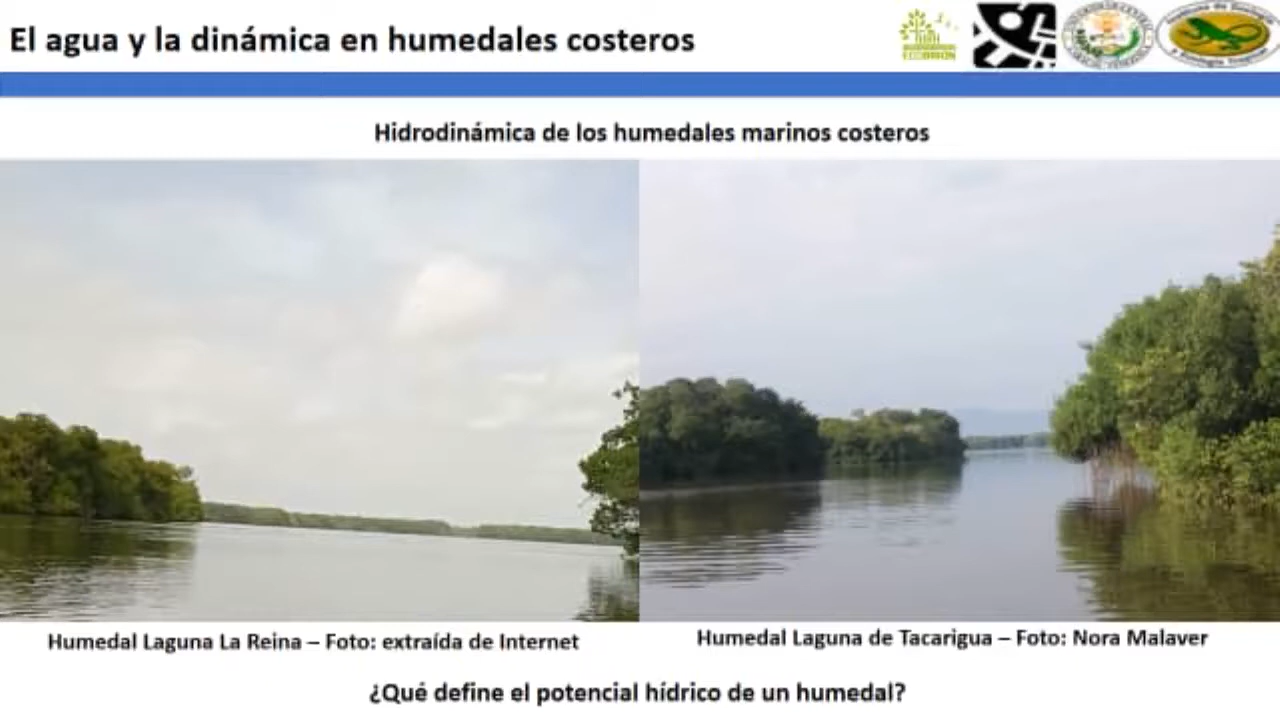 El agua y la dinámica en humedales costeros
Hidrodinámica de los humedales marinos costeros
Humedal Laguna La Reina – Foto: extraída de Internet
Humedal Laguna de Tacarigua – Foto: Nora Malaver
¿Qué define el potencial hídrico de un humedal?